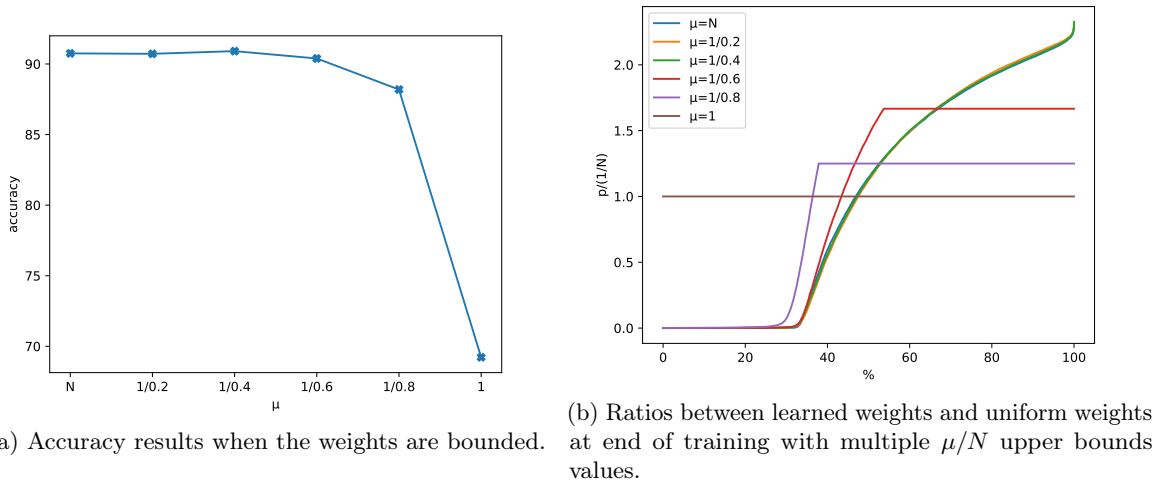 90
85
80
75
70
accuracy
N
1/0.2
1/0.4
1/0.6
1/0.8
1
μ
a) Accuracy results when the weights are bounded.
μ=N
μ=1/0.2
μ=1/0.4
μ=1/0.6
μ=1/0.8
μ=1
2.0
1.5
1.0
0.5
0.0
p/(1/N)
0
20
40
60
80
100
%
(b) Ratios between learned weights and uniform weights
at end of training with multiple μ/N upper bounds
values.